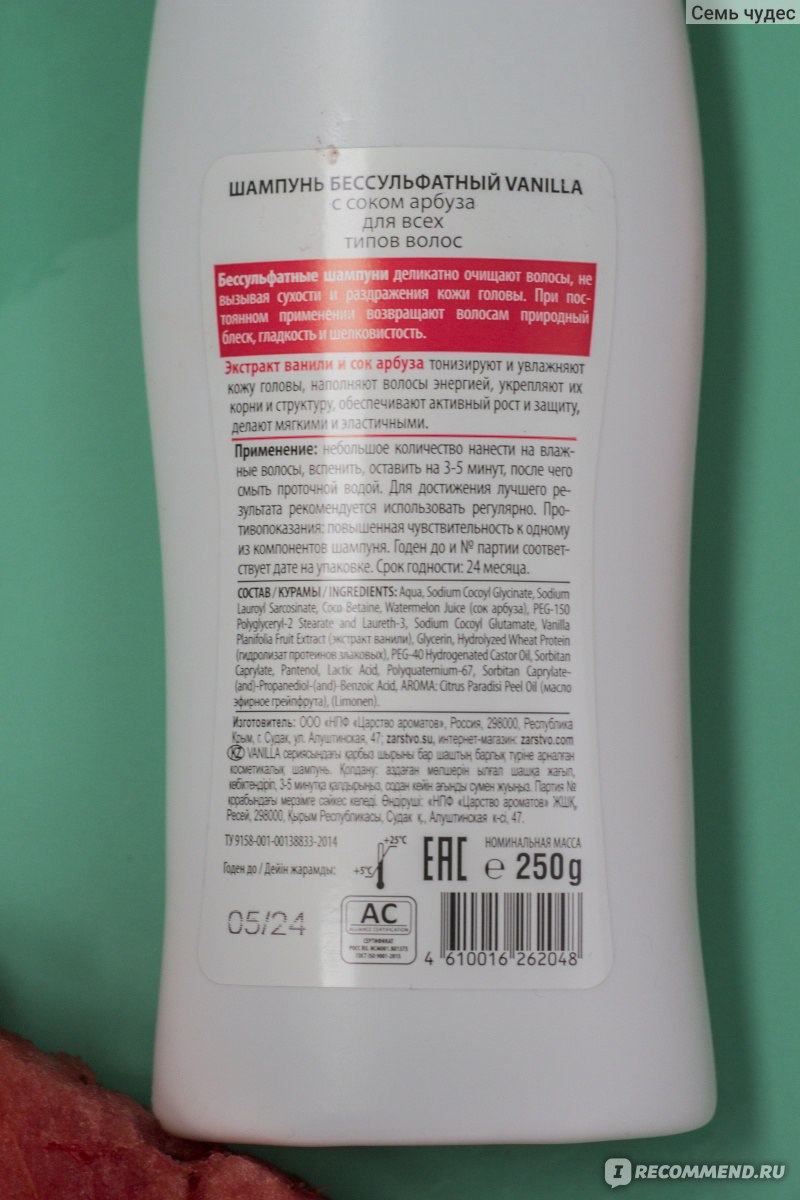 Семь чудес
ШАМПУНЬ БЕССУЛЬФАТНЫЙ VANILLA
с соком арбуза
для всех
типов волос
Бессульфатные шампуни деликатно очищают волосы, не
вызывая сухости и раздражения кожи головы. При пос-
тоянном применении возвращают волосам природный
блеск, гладкость и шелковистость.
Экстракт ванили и сок арбуза тонизируют и увлажняют
кожу головы, наполняют волосы энергией, укрепляют их
корни и структуру, обеспечивают активный рост и защиту,
делают мягкими и эластичными.
Применение: небольшое количество нанести на влаж-
ные волосы, вспенить, оставить на 3-5 минут, после чего
смыть проточной водой. Для достижения лучшего ре-
зультата рекомендуется использовать регулярно. Про-
тивопоказания: повышенная чувствительность к одному
из компонентов шампуня. Годен до и № партии соответ-
ствует дате на упаковке. Срок годности: 24 месяца.
СОСТАВ / КУРАМЫ / INGREDIENTS: Aqua, Sodium Cocoyl Glycinate, Sodium
Lauroyl Sarcosinate, Coco Betaine, Watermelon Juice (сок арбуза), PEG-150
Polyglyceryl-2 Stearate and Laureth-3, Sodium Cocoyl Glutamate, Vanilla
Planifolia Fruit Extract (экстракт ванили), Glycerin, Hydrolyzed Wheat Protein
(гидролизат протеинов злаковых), PEG-40 Hydrogenated Castor Oil, Sorbitan
Caprylate, Pantenol, Lactic Acid, Polyquaternium-67, Sorbitan Caprylate-
(and)-Propanediol-(and)-Benzoic Acid, AROMA: Citrus Paradisi Peel Oil (масло
эфирное грейпфрута), (Limonen).
Изготовитель: ООО «НПФ «Царство ароматов», Россия, 298000, Республика
Крым, г. Судак, ул. Алуштинская, 47; zarstvo.su, интернет-магазин: zarstvo.com
KZ VANILLA сериясындағы қарбыз шырыны бар шаштың барлық түріне арналған
косметикалық шампунь. Қолдану: аздаған мөлшерін ылғал шашқа жағып,
көбіктендіріп, 3-5 минутқа қалдырыңыз, содан кейін ағынды сумен жуыңыз. Партия №
қорабындағы мерзімге сәйкес келеді. Өндіруші: «НПФ «Царство ароматов» ЖШҚ,
Ресей, 298000, Қырым Республикасы, Судак қ., Алуштинская к-сі, 47.
ТУ 9158-001-00138833-2014
Годен до / Дейін жарамды:
+25°C
+5°C
EAC
НОМИНАЛЬНАЯ МАССА
℮ 250g
05/24
AC
ALLIANCE CERTIFICATION
СЕРТИФИКАТ
ГОСТ ISO 9001-2015
4 610016 262048
IRECOMMEND.RU